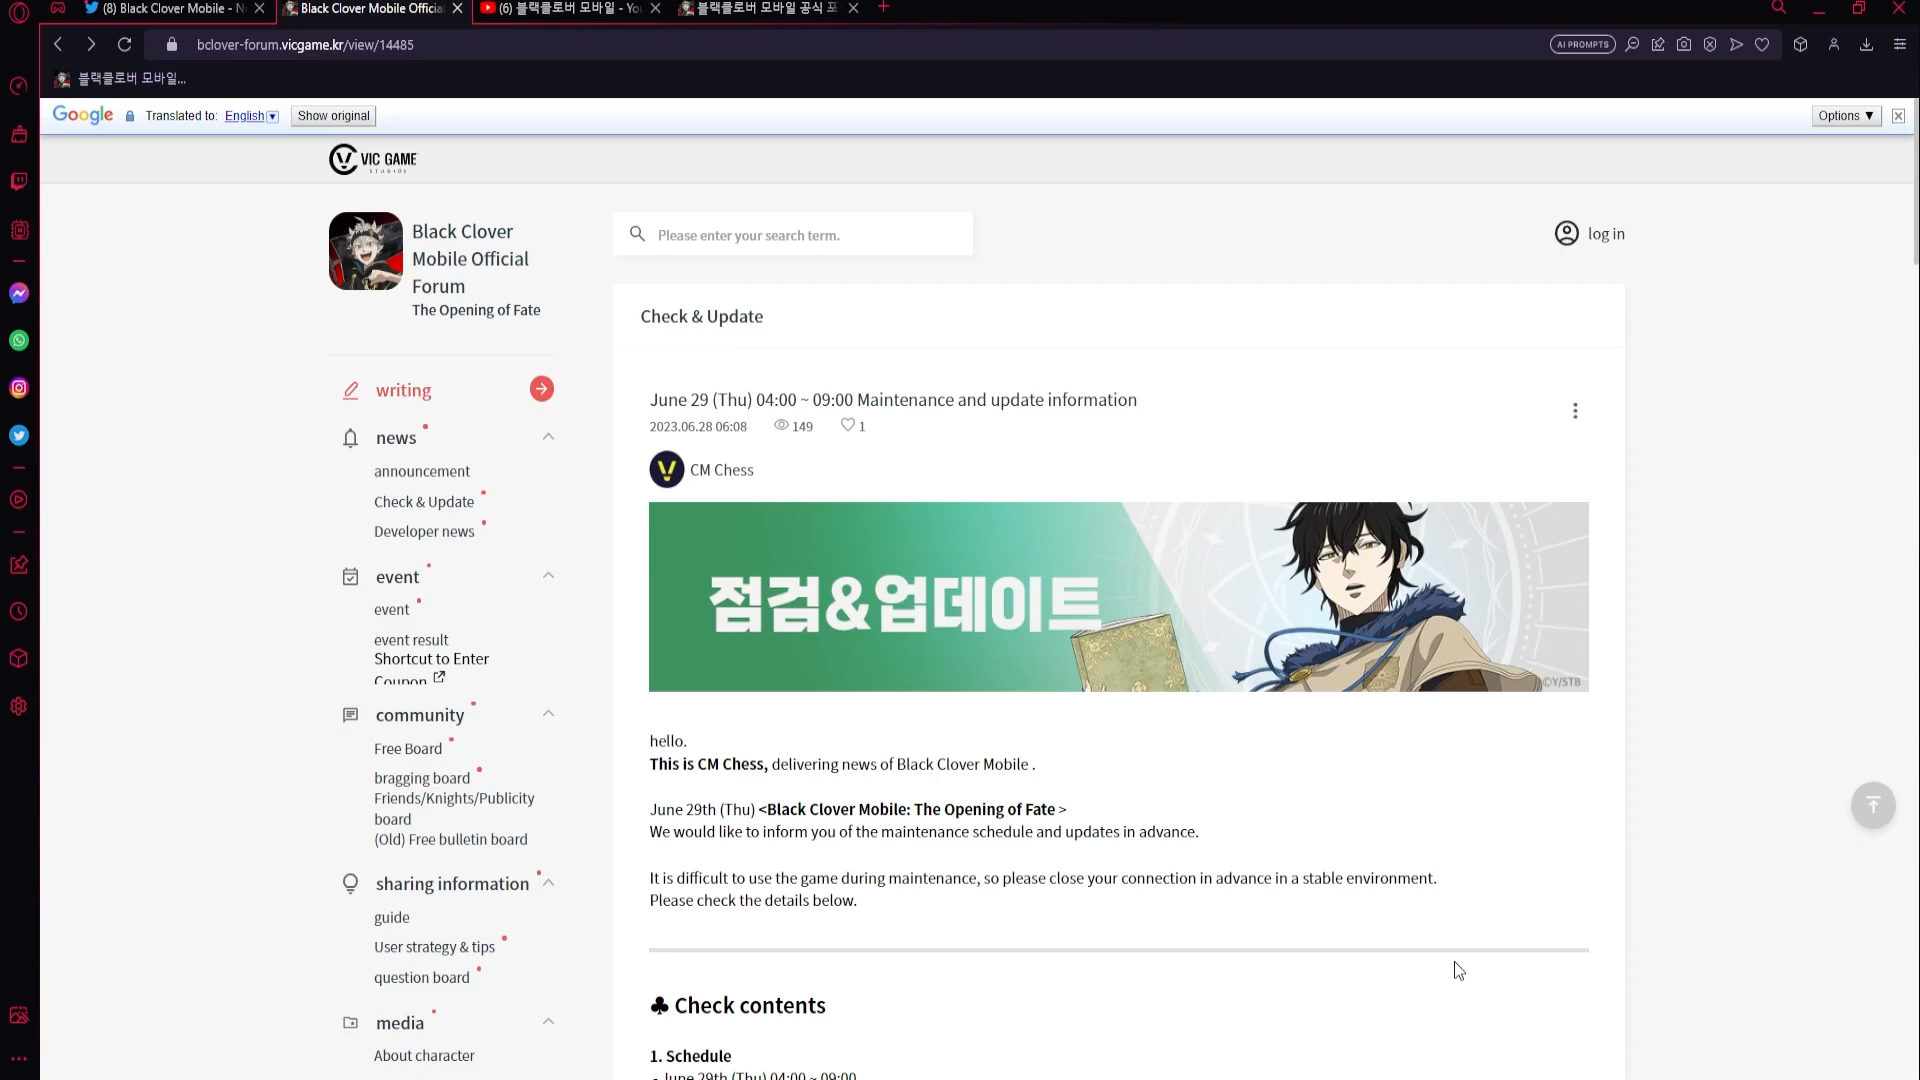 (8) Black Clover Mobile - N
Black Clover Mobile Officia
(6) 블랙클로버 모바일 - You
블랙클로버 모바일 공식 포
bclover-forum.vicgame.kr/view/14485
AI PROMPTS
블랙클로버 모바일...
Google Translated to: English Show original
Options ▼
VIC GAME
STUDIOS
Black Clover
Mobile Official
Forum
The Opening of Fate
Please enter your search term.
log in
writing
news
announcement
Check & Update
Developer news
event
event
event result
Shortcut to Enter
Coupon
community
Free Board
bragging board
Friends/Knights/Publicity
board
(Old) Free bulletin board
sharing information
guide
User strategy & tips
question board
media
About character
Check & Update
June 29 (Thu) 04:00 ~ 09:00 Maintenance and update information
2023.06.28 06:08 149 1
CM Chess
점검&업데이트
©Y/STB
hello.
This is CM Chess, delivering news of Black Clover Mobile .
June 29th (Thu) <Black Clover Mobile: The Opening of Fate >
We would like to inform you of the maintenance schedule and updates in advance.
It is difficult to use the game during maintenance, so please close your connection in advance in a stable environment.
Please check the details below.
♣ Check contents
1. Schedule
- June 29th (Thu) 04:00 ~ 09:00